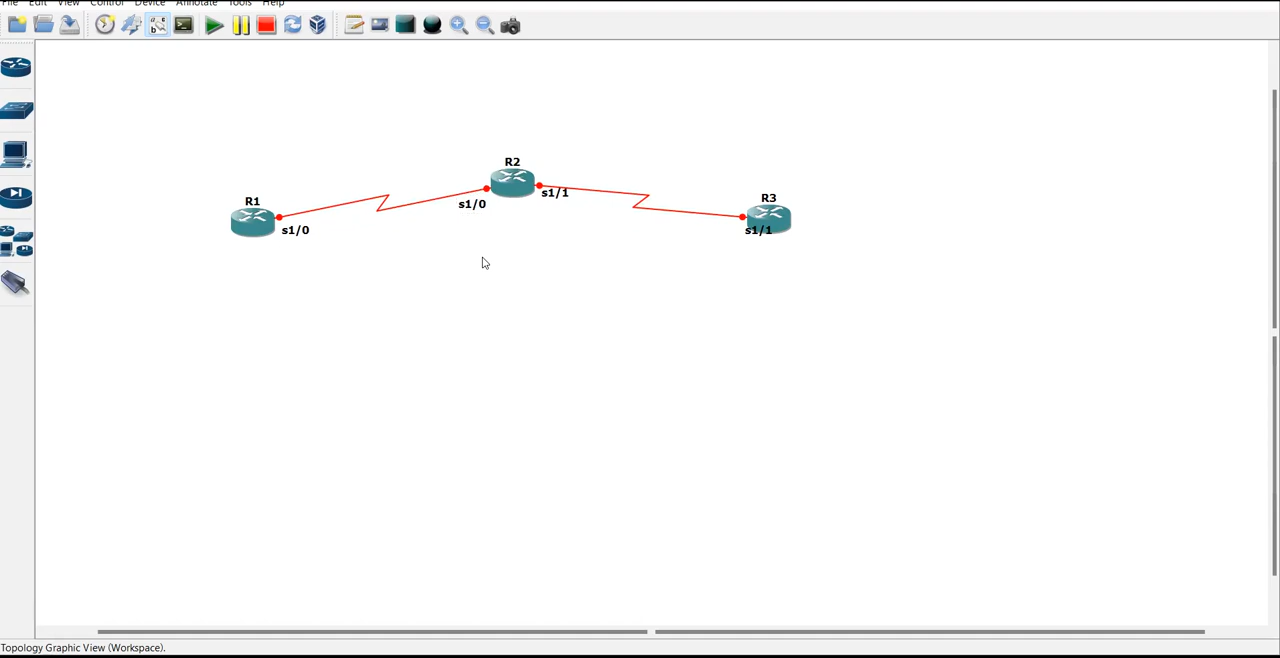 File Edit View Control Device Annotate Tools Help
R2
s1/1
R1
s1/0
R3
s1/0
s1/1
Topology Graphic View (Workspace).